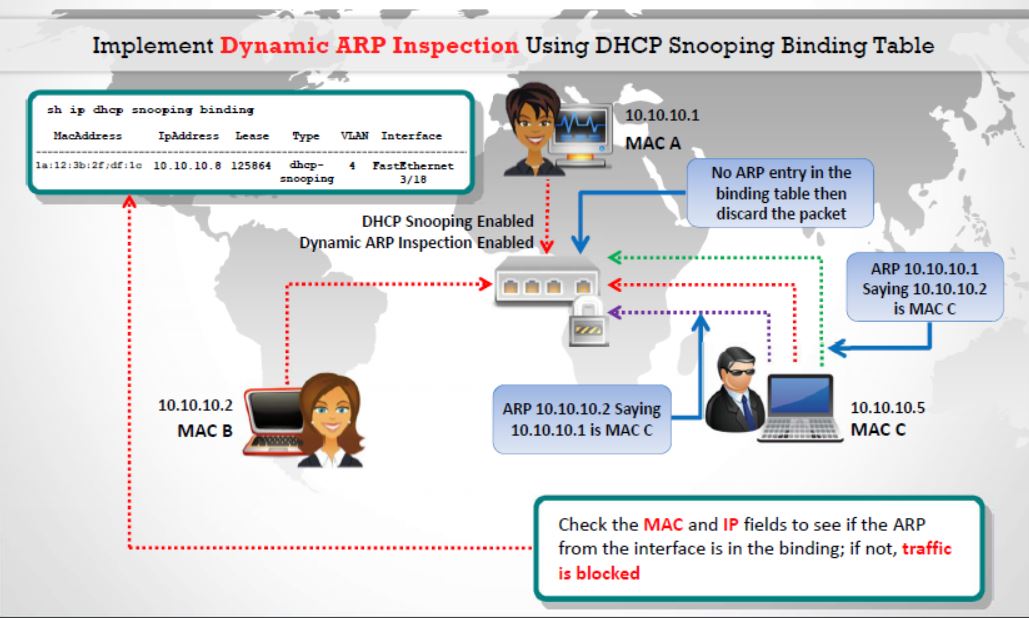 Implement Dynamic ARP Inspection Using DHCP Snooping Binding Table
sh ip dhcp snooping binding
MacAddress IpAddress Lease Type VLAN Interface
1a:12:3b:2f;df:1c 10.10.10.8 125864 dhcp- 4 FastEthernet
snooping 3/18
10.10.10.1
MAC A
No ARP entry in the
binding table then
discard the packet
DHCP Snooping Enabled
Dynamic ARP Inspection Enabled
ARP 10.10.10.1
Saying 10.10.10.2
is MAC C
10.10.10.2
MAC B
ARP 10.10.10.2 Saying
10.10.10.1 is MAC C
10.10.10.5
MAC C
Check the MAC and IP fields to see if the ARP
from the interface is in the binding; if not, traffic
is blocked